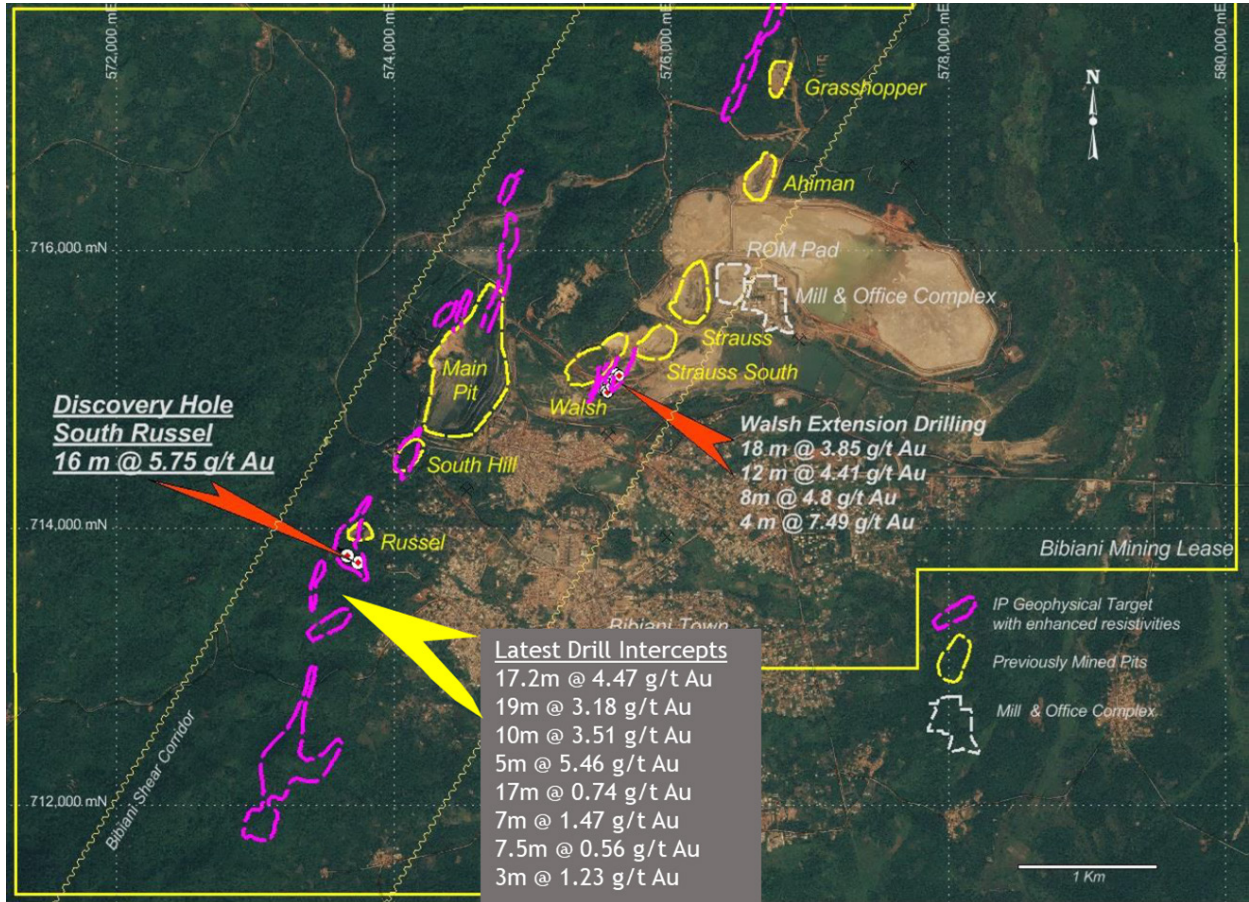 572,000 mE
574,000 mE
576,000 mE
578,000 mE
580,000 mE
N
Grasshopper
Ahiman
716,000 mN
ROM Pad
Mill & Office Complex
Strauss
Strauss South
Main
Pit
Walsh
Discovery Hole
South Russel
16 m @ 5.75 g/t Au
South Hill
Walsh Extension Drilling
18 m @ 3.85 g/t Au
12 m @ 4.41 g/t Au
8m @ 4.8 g/t Au
4 m @ 7.49 g/t Au
714,000 mN
Russel
Bibiani Mining Lease
IP Geophysical Target
with enhanced resistivities
Bibiani Town
Latest Drill Intercepts
17.2m @ 4.47 g/t Au
19m @ 3.18 g/t Au
10m @ 3.51 g/t Au
5m @ 5.46 g/t Au
17m @ 0.74 g/t Au
7m @ 1.47 g/t Au
7.5m @ 0.56 g/t Au
3m @ 1.23 g/t Au
Previously Mined Pits
Mill & Office Complex
Bibiani Shear Corridor
712,000 mN
1 Km